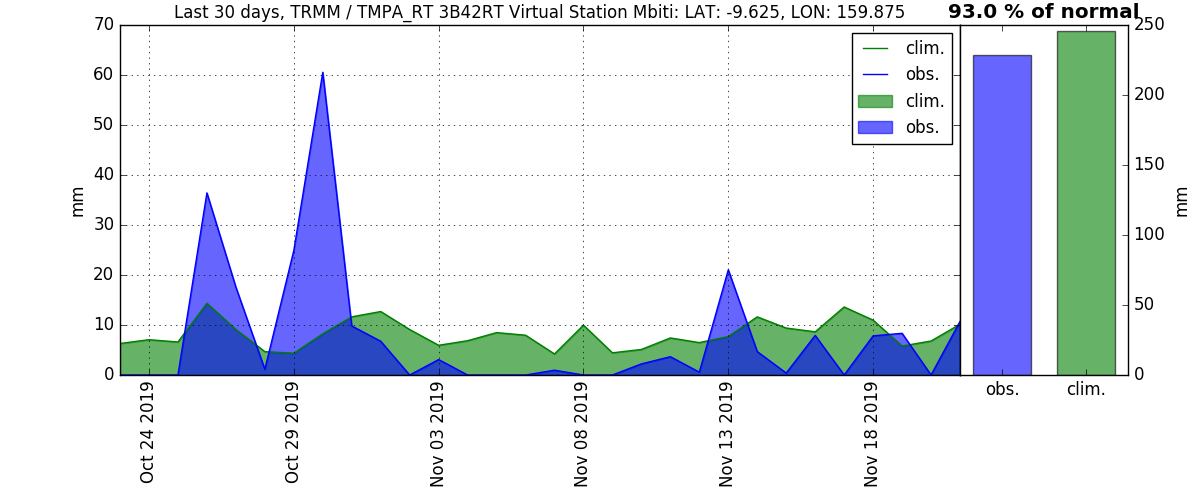 Last 30 days, TRMM / TMPA_RT 3B42RT Virtual Station Mbiti: LAT: -9.625, LON: 159.875
93.0 % of normal
70
60
50
40
30
20
10
0
mm
clim.
obs.
clim.
obs.
Oct 24 2019
Oct 29 2019
Nov 03 2019
Nov 08 2019
Nov 13 2019
Nov 18 2019
250
200
150
100
50
0
mm
obs.
clim.